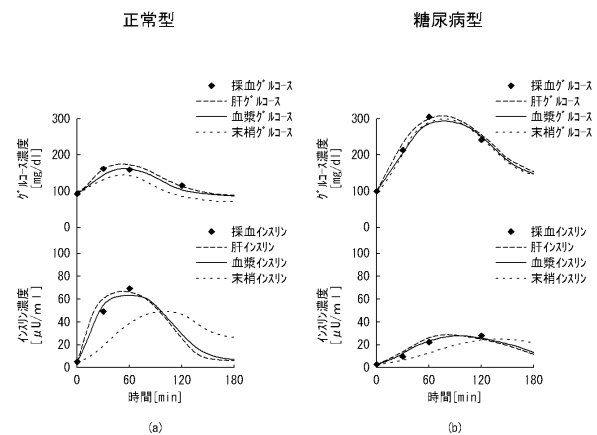 正常型
糖尿病型
◆ 採血グルコース
肝グルコース
血漿グルコース
末梢グルコース
グルコース濃度
[mg/dl]
300
200
100
0
◆ 採血インスリン
肝インスリン
血漿インスリン
末梢インスリン
インスリン濃度
[μU/ml]
100
80
60
40
20
0
0 60 120 180
時間[min]
(a)
◆ 採血グルコース
肝グルコース
血漿グルコース
末梢グルコース
グルコース濃度
[mg/dl]
300
200
100
0
◆ 採血インスリン
肝インスリン
血漿インスリン
末梢インスリン
インスリン濃度
[μU/ml]
100
80
60
40
20
0
0 60 120 180
時間[min]
(b)